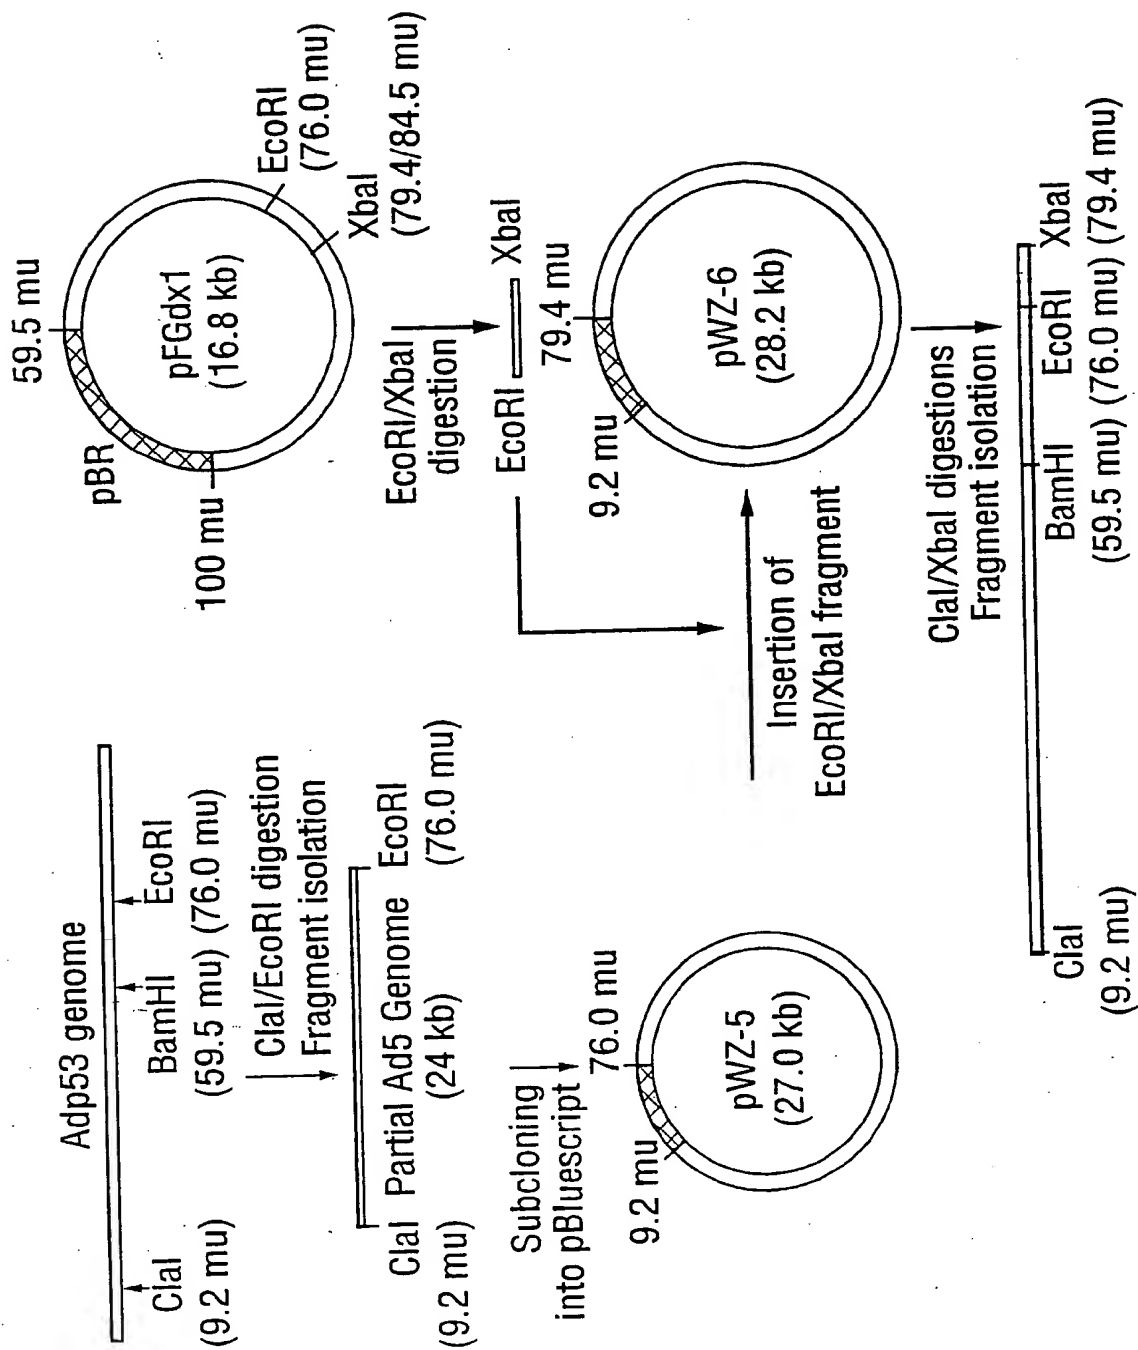 Adp53 genome
ClaI
(9.2 mu)
BamHI
(59.5 mu)
EcoRI
(76.0 mu)
ClaI/EcoRI digestion
Fragment isolation
ClaI
(9.2 mu)
Partial Ad5 Genome
(24 kb)
EcoRI
(76.0 mu)
Subcloning
into pBluescript
9.2 mu
76.0 mu
pWZ-5
(27.0 kb)
59.5 mu
pBR
100 mu
pFGdx1
(16.8 kb)
EcoRI
(76.0 mu)
XbaI
(79.4/84.5 mu)
EcoRI/XbaI
digestion
EcoRI
XbaI
Insertion of
EcoRI/XbaI fragment
9.2 mu
79.4 mu
pWZ-6
(28.2 kb)
ClaI/XbaI digestions
Fragment isolation
ClaI
(9.2 mu)
BamHI
(59.5 mu)
EcoRI
(76.0 mu)
XbaI
(79.4 mu)